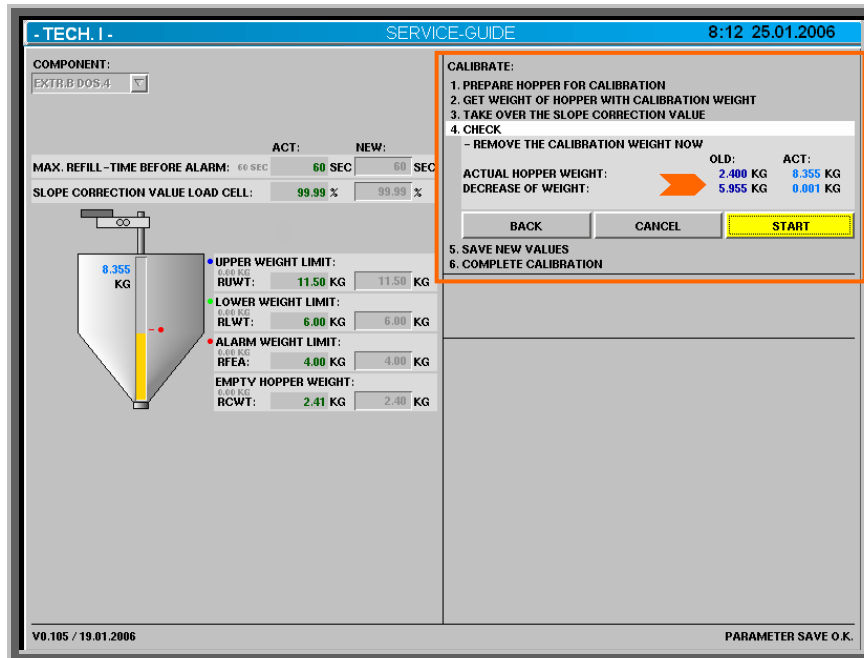 - TECH. I - SERVICE-GUIDE 8:12 25.01.2006
COMPONENT:
EXTR.B DOS.4
ACT: NEW:
MAX. REFILL-TIME BEFORE ALARM: 60 SEC 60 SEC 60 SEC
SLOPE CORRECTION VALUE LOAD CELL: 99.99 % 99.99 %
8.355
KG
UPPER WEIGHT LIMIT:
0.00 KG
RUWT: 11.50 KG 11.50 KG
LOWER WEIGHT LIMIT:
0.00 KG
RLWT: 6.00 KG 6.00 KG
ALARM WEIGHT LIMIT:
0.00 KG
RFEA: 4.00 KG 4.00 KG
EMPTY HOPPER WEIGHT:
0.00 KG
RCWT: 2.41 KG 2.40 KG
CALIBRATE:
1. PREPARE HOPPER FOR CALIBRATION
2. GET WEIGHT OF HOPPER WITH CALIBRATION WEIGHT
3. TAKE OVER THE SLOPE CORRECTION VALUE
4. CHECK
- REMOVE THE CALIBRATION WEIGHT NOW
OLD: ACT:
ACTUAL HOPPER WEIGHT: 2.400 KG 8.355 KG
DECREASE OF WEIGHT: 5.955 KG 0.001 KG
BACK CANCEL START
5. SAVE NEW VALUES
6. COMPLETE CALIBRATION
V0.105 / 19.01.2006 PARAMETER SAVE O.K.